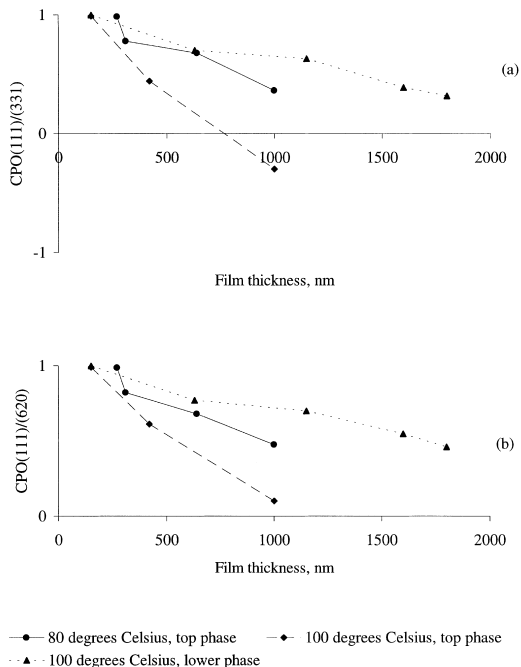 1
(a)
CPO(111)/(331)
0
0 500 1000 1500 2000
-1
Film thickness, nm
1
(b)
CPO(111)/(620)
0
0 500 1000 1500 2000
Film thickness, nm
80 degrees Celsius, top phase 100 degrees Celsius, top phase
100 degrees Celsius, lower phase